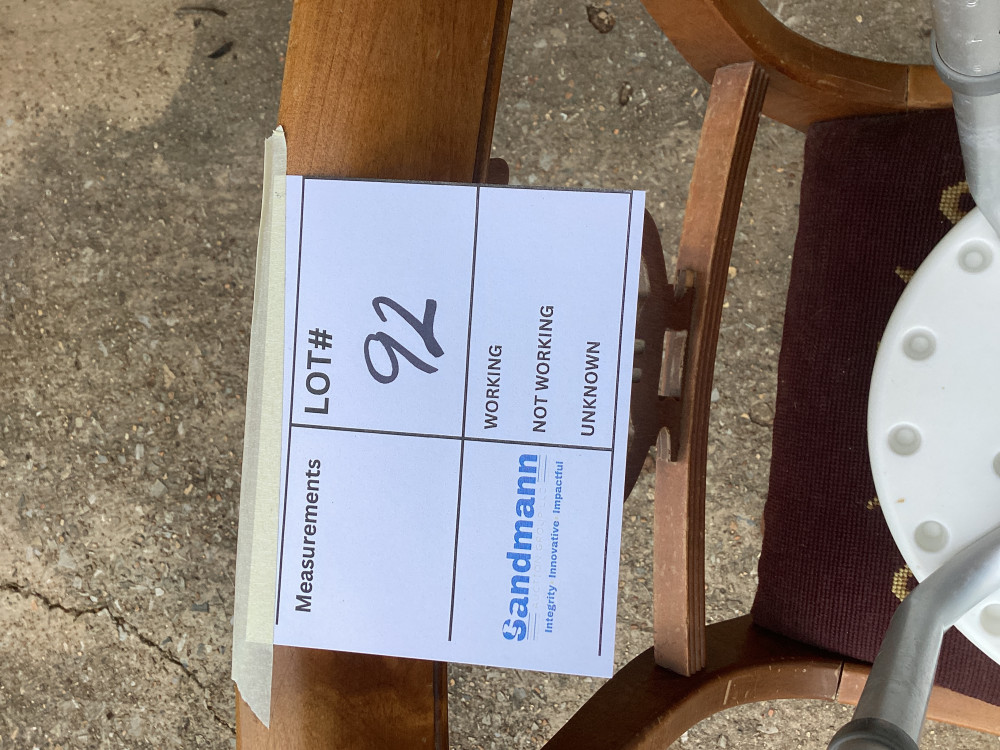 Measurements
LOT#
92
Sandmann
Integrity Innovative Impactful
WORKING
NOT WORKING
UNKNOWN